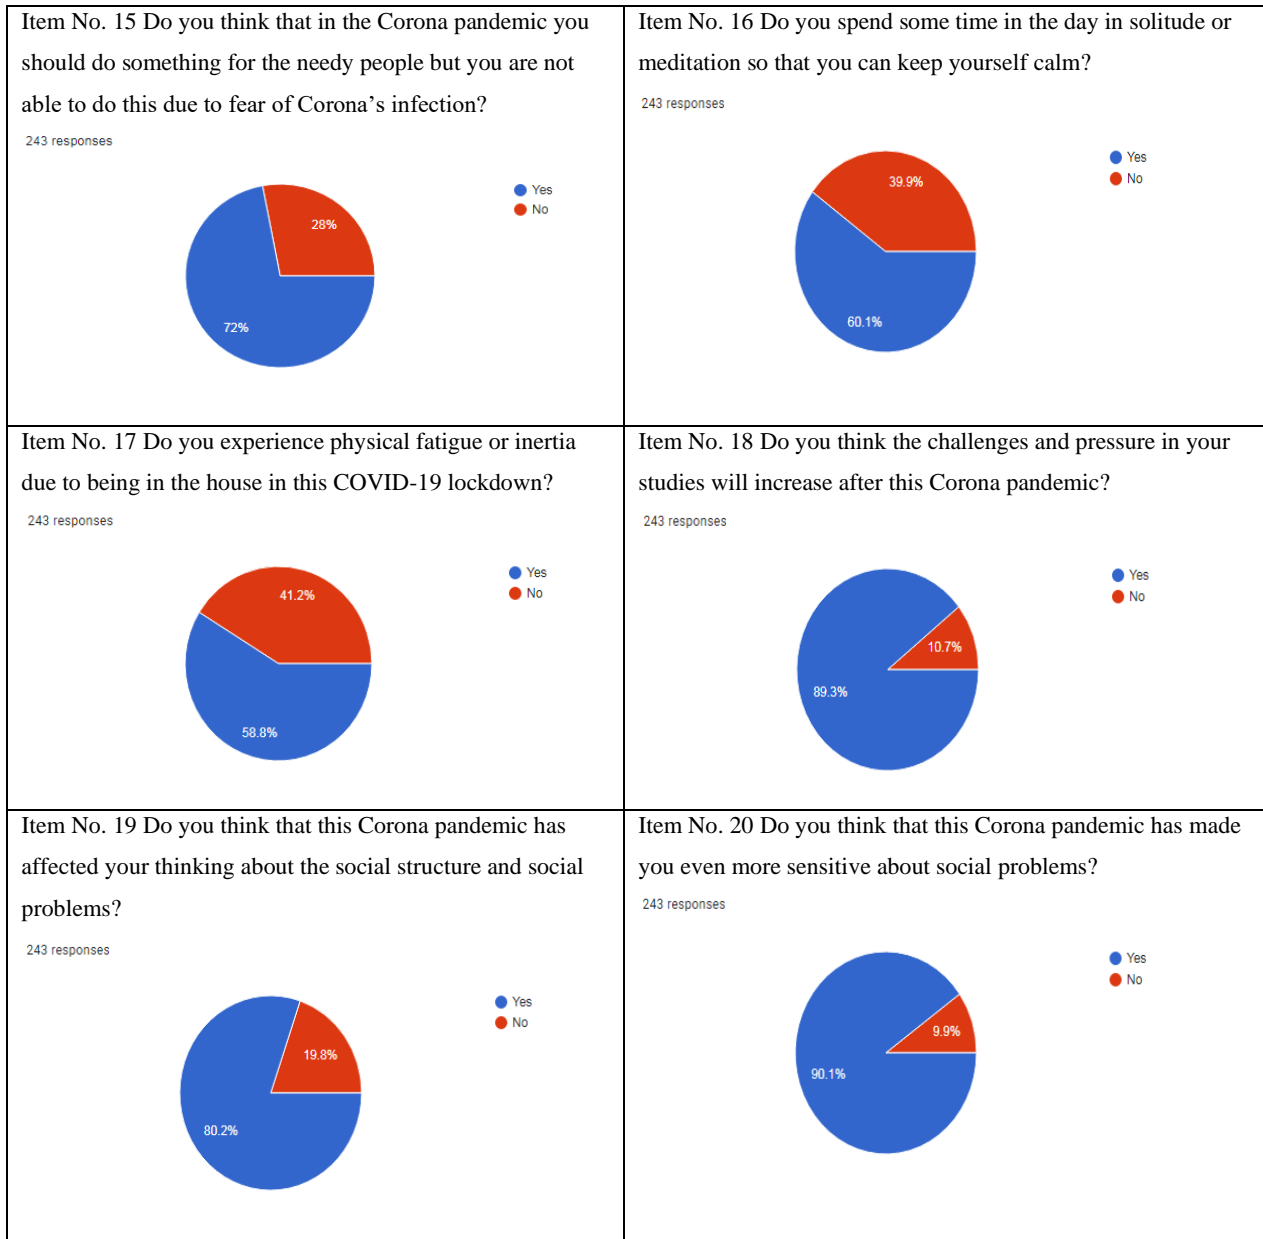 Item No. 15 Do you think that in the Corona pandemic you
should do something for the needy people but you are not
able to do this due to fear of Corona’s infection?
243 responses
Yes
No
28%
72%
Item No. 16 Do you spend some time in the day in solitude or
meditation so that you can keep yourself calm?
243 responses
Yes
No
39.9%
60.1%
Item No. 17 Do you experience physical fatigue or inertia
due to being in the house in this COVID-19 lockdown?
243 responses
Yes
No
41.2%
58.8%
Item No. 18 Do you think the challenges and pressure in your
studies will increase after this Corona pandemic?
243 responses
Yes
No
10.7%
89.3%
Item No. 19 Do you think that this Corona pandemic has
affected your thinking about the social structure and social
problems?
243 responses
Yes
No
19.8%
80.2%
Item No. 20 Do you think that this Corona pandemic has made
you even more sensitive about social problems?
243 responses
Yes
No
9.9%
90.1%